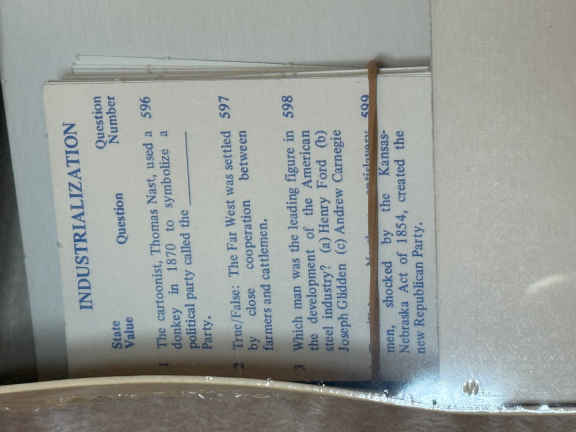 INDUSTRIALIZATION
State Value Question Question Number
1 The cartoonist, Thomas Nast, used a 596
donkey in 1870 to symbolize a
political party called the ________
Party.
2 True/False: The Far West was settled 597
by close cooperation between
farmers and cattlemen.
3 Which man was the leading figure in 598
the development of the American
steel industry? (a) Henry Ford (b)
Joseph Glidden (c) Andrew Carnegie
antislavery 599
men, shocked by the Kansas-
Nebraska Act of 1854, created the
new Republican Party.